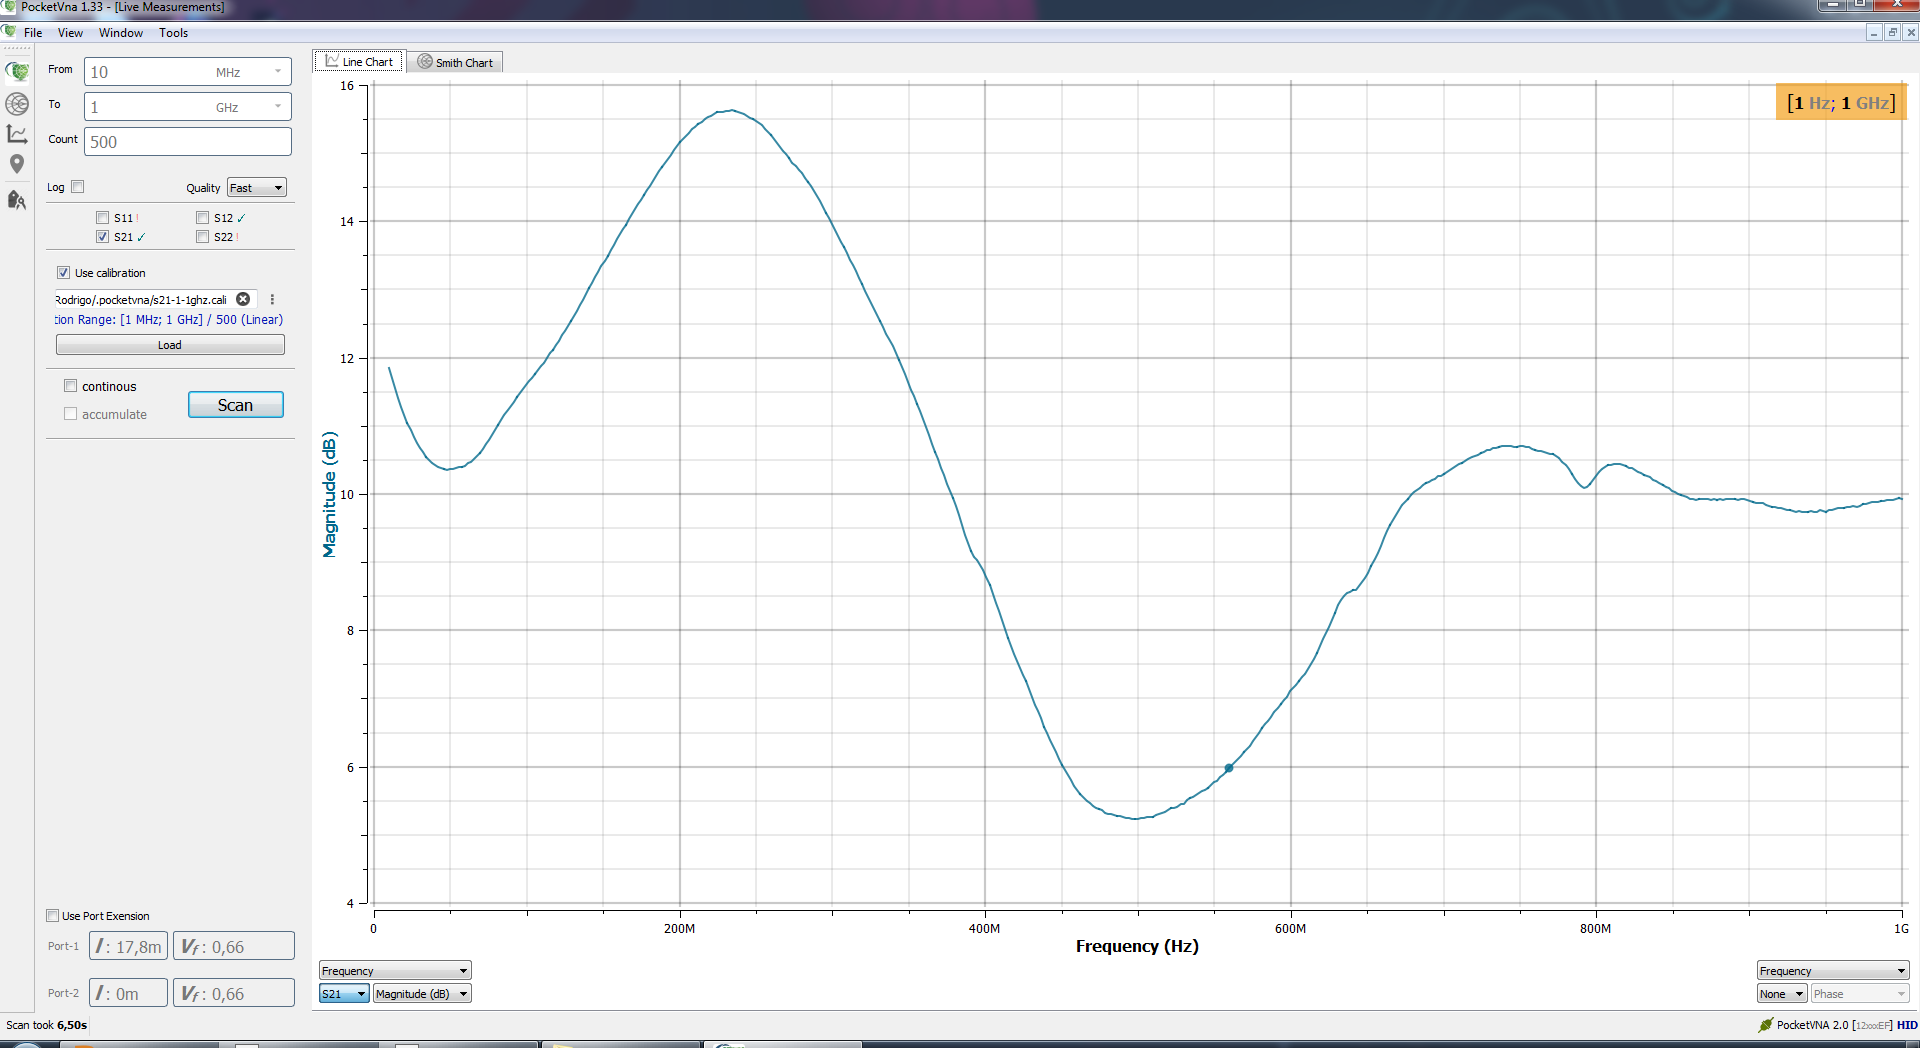 PocketVna 1.33 - [Live Measurements]
File View Window Tools
From 10 MHz
To 1 GHz
Count 500
Log Quality Fast
S11 ! S12 ✓
S21 ✓ S22 !
Use calibration
Rodrigo/.pocketvna/s21-1-1ghz.cali
tion Range: [1 MHz; 1 GHz] / 500 (Linear)
Load
continous
accumulate
Scan
Use Port Exension
Port-1 I : 17,8m Vf : 0,66
Port-2 I : 0m Vf : 0,66
Scan took 6,50s
Line Chart Smith Chart
[1 Hz; 1 GHz]
16
14
12
10
8
6
4
Magnitude (dB)
0 200M 400M 600M 800M 1G
Frequency (Hz)
Frequency
S21 Magnitude (dB)
Frequency
None Phase
PocketVNA 2.0 [12xxxEF] HID